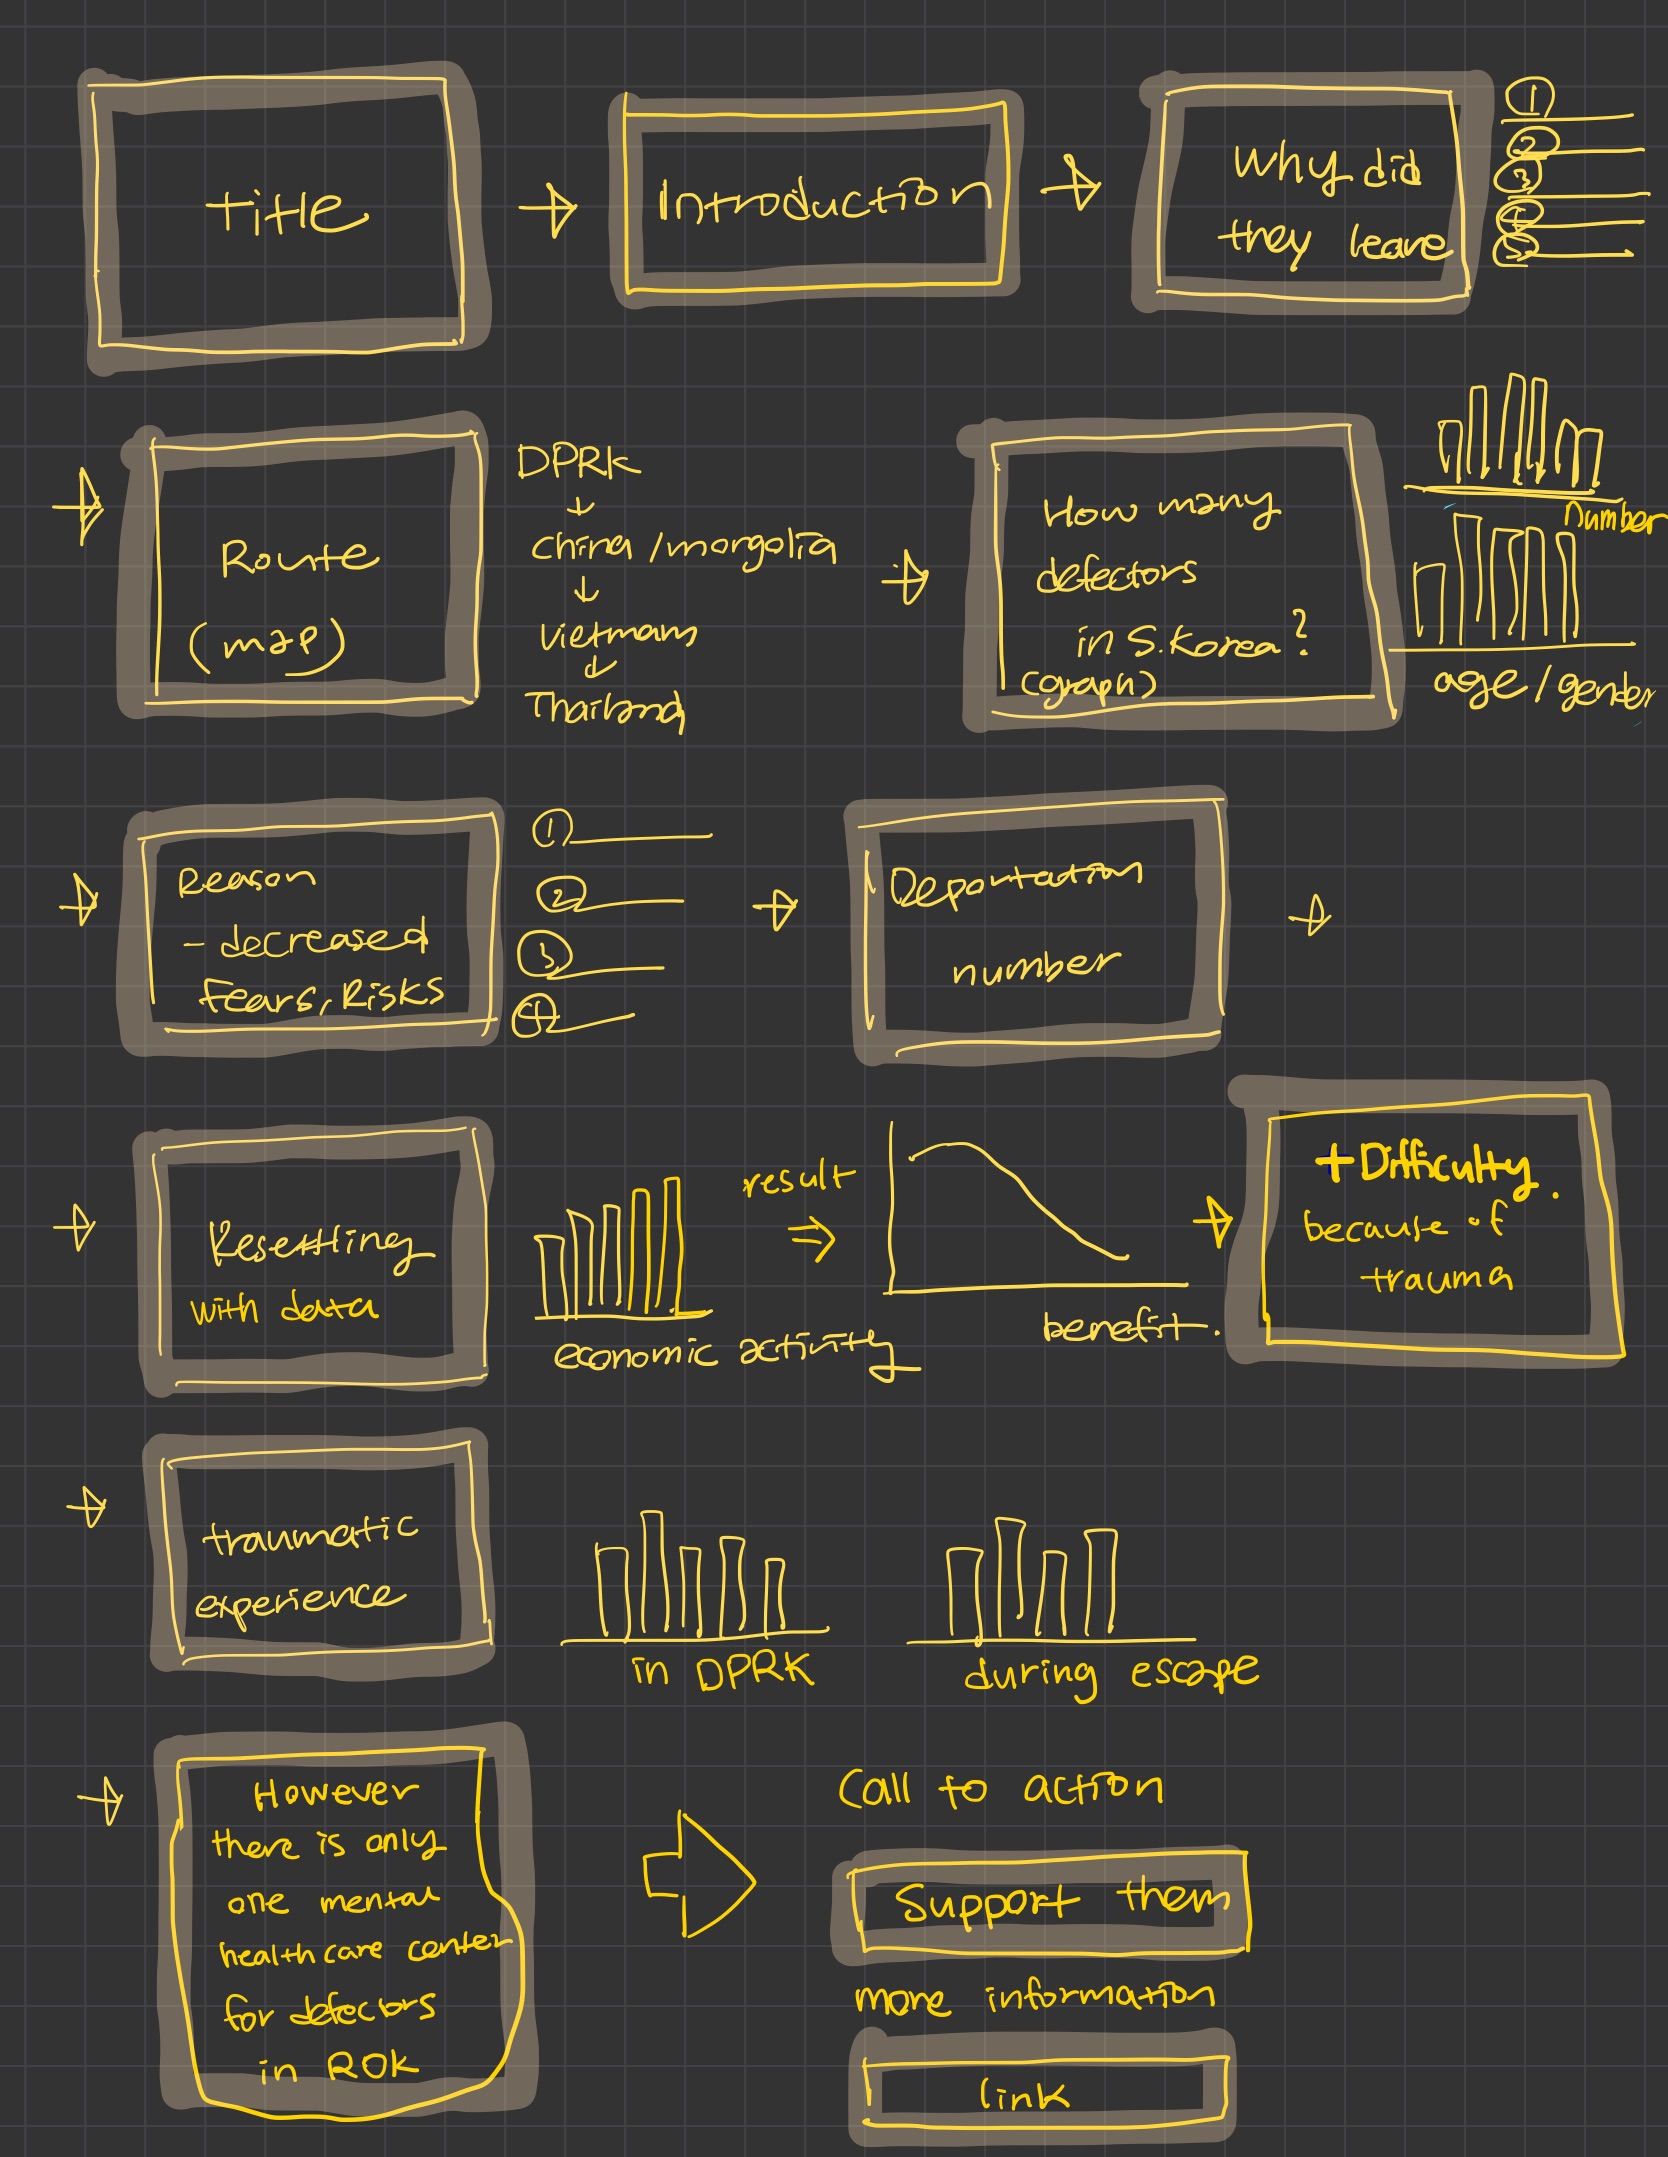 Title
Introduction
Why did
they leave
①
②
③
④
⑤
Route
(map)
DPRK
China / mongolia
Vietnam
Thailand
How many
defectors
in S.Korea?
(graph)
number
age / gender
Reason
- decreased
fears, Risks
①
②
③
④
Deportation
number
Resettling
with data
economic activity
result
benefit.
+ Difficulty.
because of
trauma
traumatic
experience
in DPRK
during escape
However
there is only
one mental
healthcare center
for defectors
in ROK
Call to action
Support them
more information
link